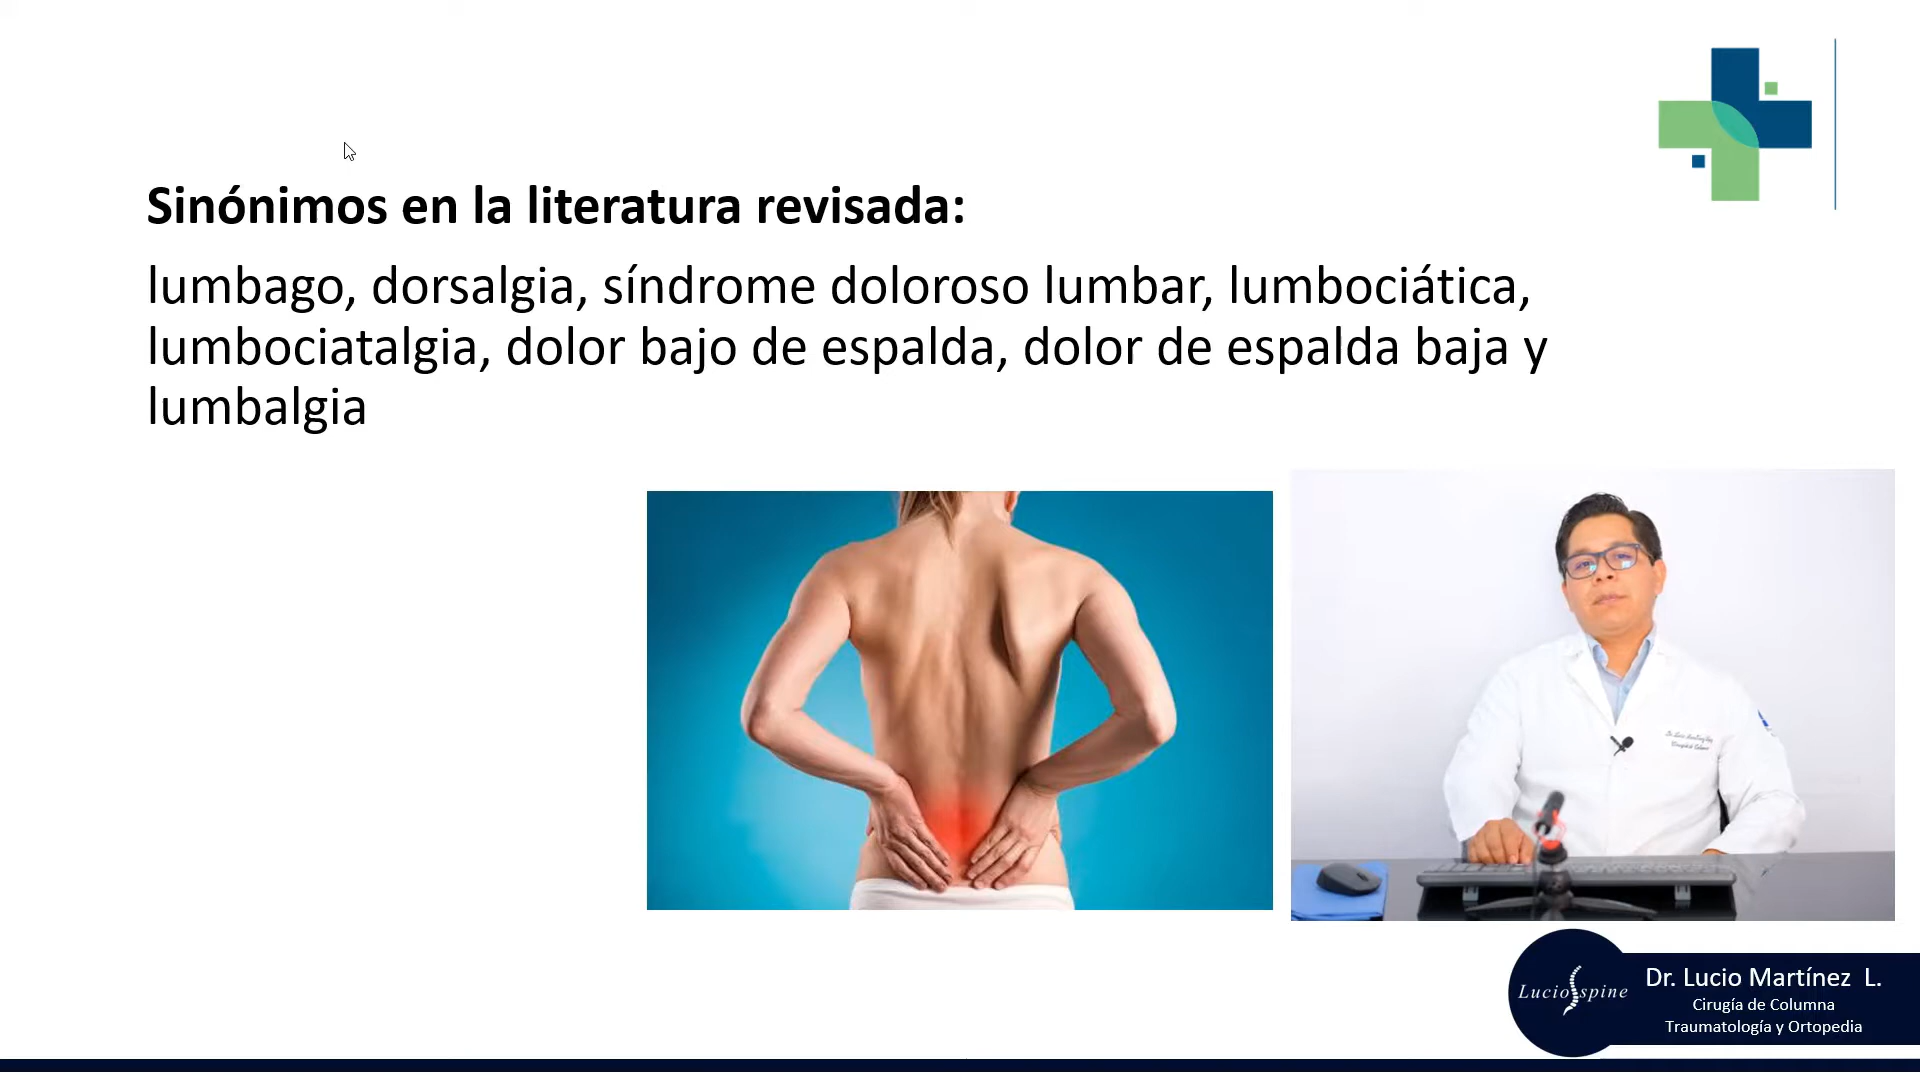 Sinónimos en la literatura revisada:
lumbago, dorsalgia, síndrome doloroso lumbar, lumbociática,
lumbociatalgia, dolor bajo de espalda, dolor de espalda baja y
lumbalgia
Lucio spine
Dr. Lucio Martínez L.
Cirugía de Columna
Traumatología y Ortopedia